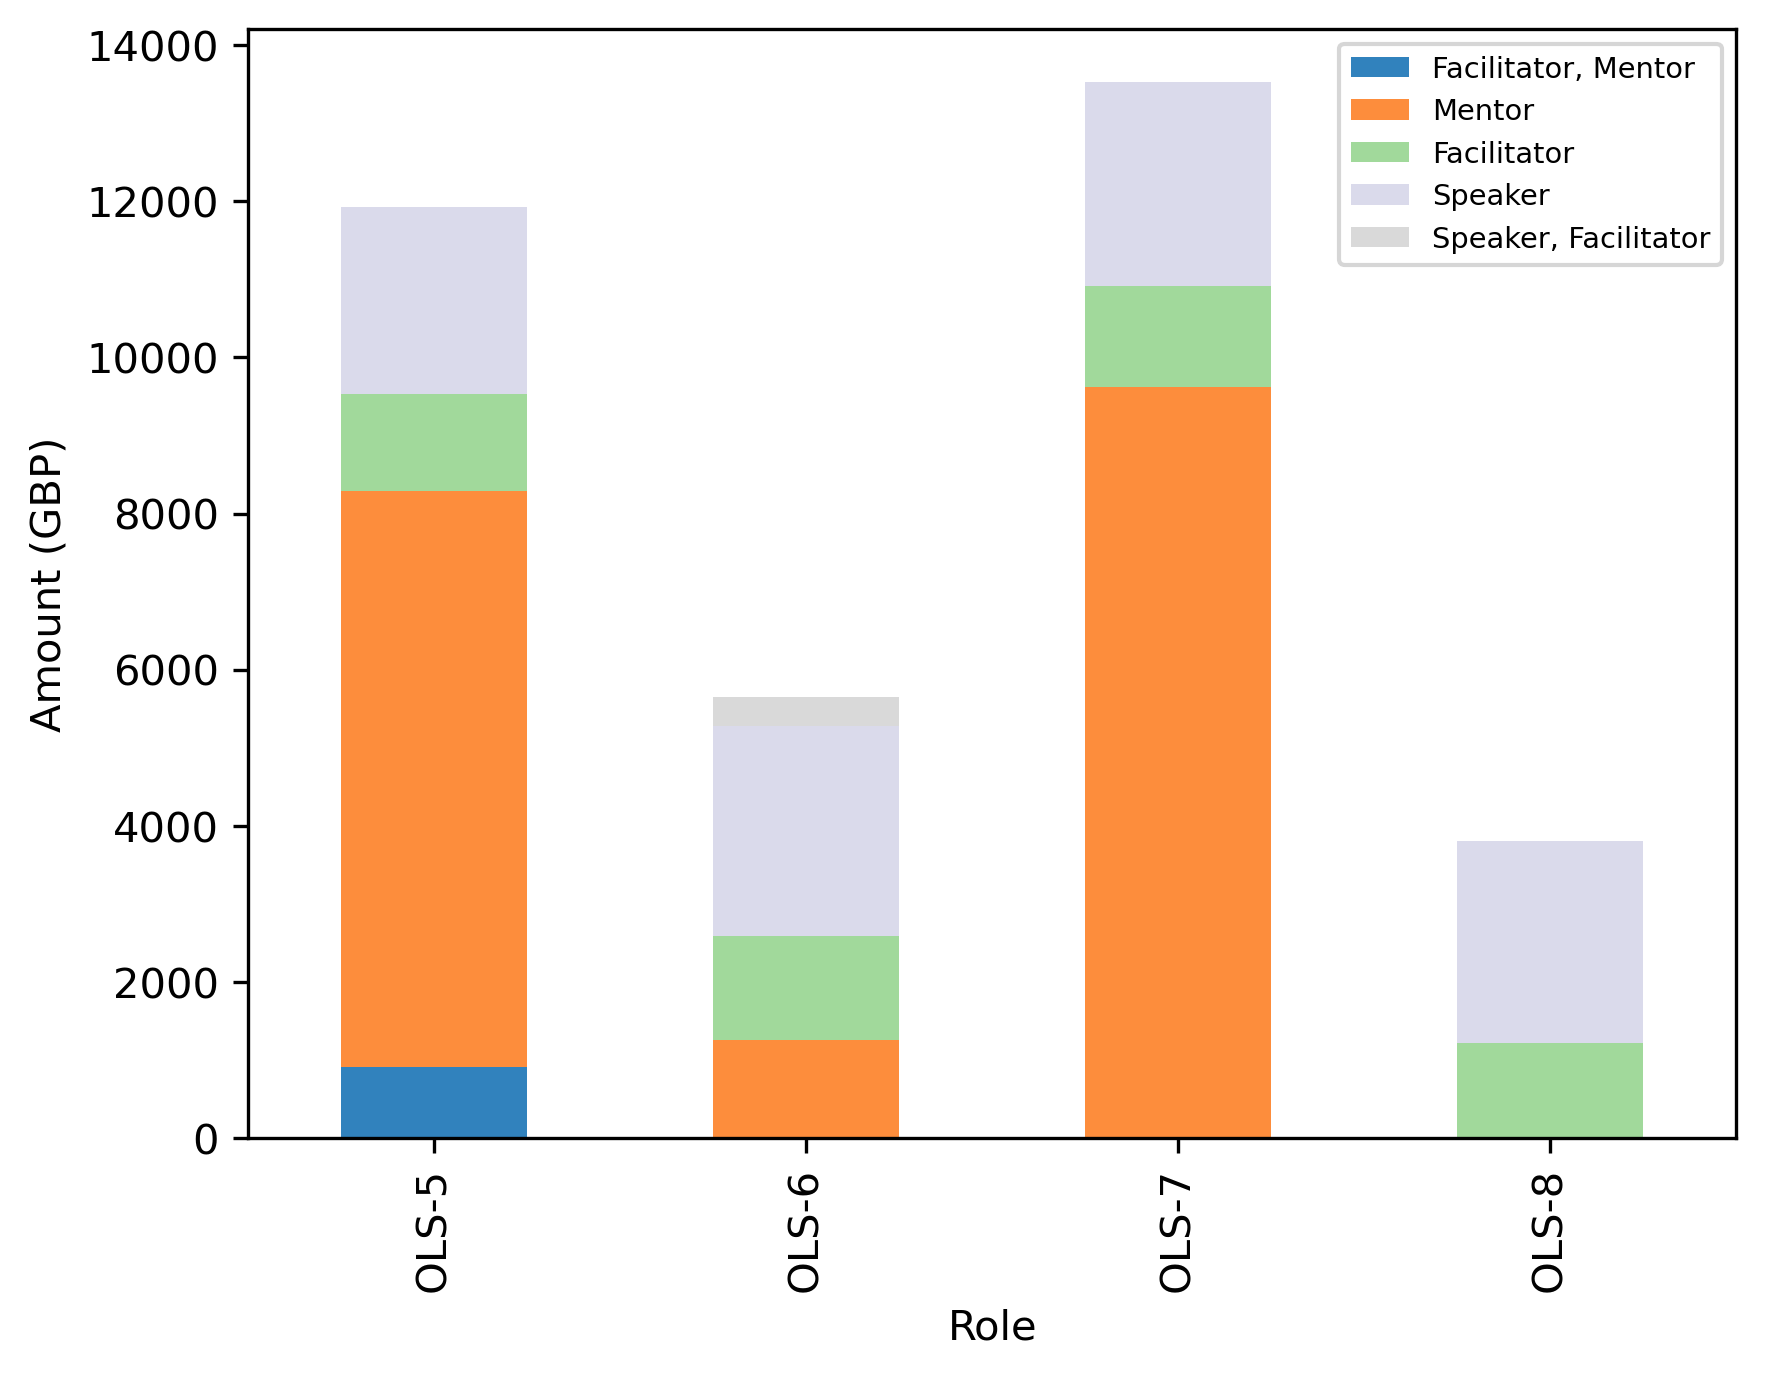 14000
12000
10000
8000
6000
4000
2000
0
Amount (GBP)
Facilitator, Mentor
Mentor
Facilitator
Speaker
Speaker, Facilitator
OLS-5
OLS-6
OLS-7
OLS-8
Role